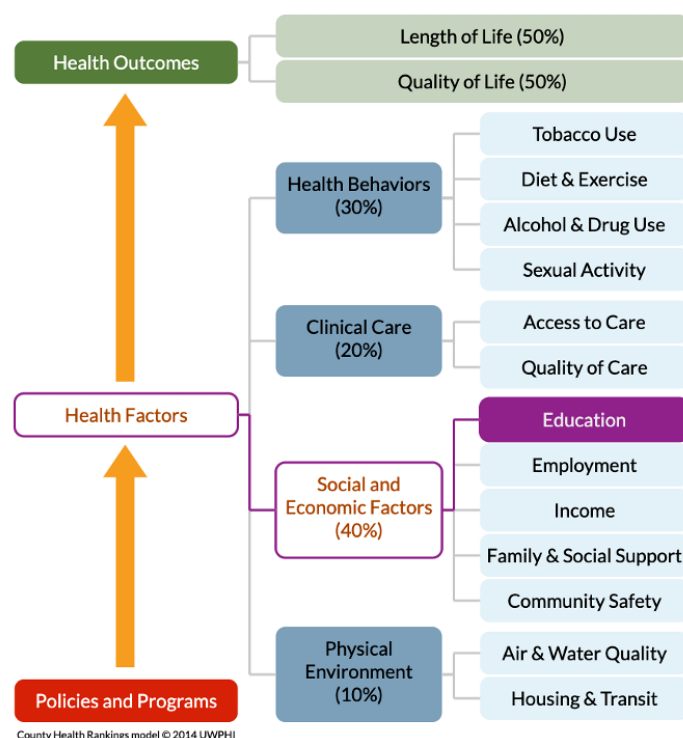 Health Outcomes
Length of Life (50%)
Quality of Life (50%)
Health Behaviors
(30%)
Tobacco Use
Diet & Exercise
Alcohol & Drug Use
Sexual Activity
Clinical Care
(20%)
Access to Care
Quality of Care
Health Factors
Social and
Economic Factors
(40%)
Education
Employment
Income
Family & Social Support
Community Safety
Physical
Environment
(10%)
Air & Water Quality
Housing & Transit
Policies and Programs
County Health Rankings model © 2014 UWPHI